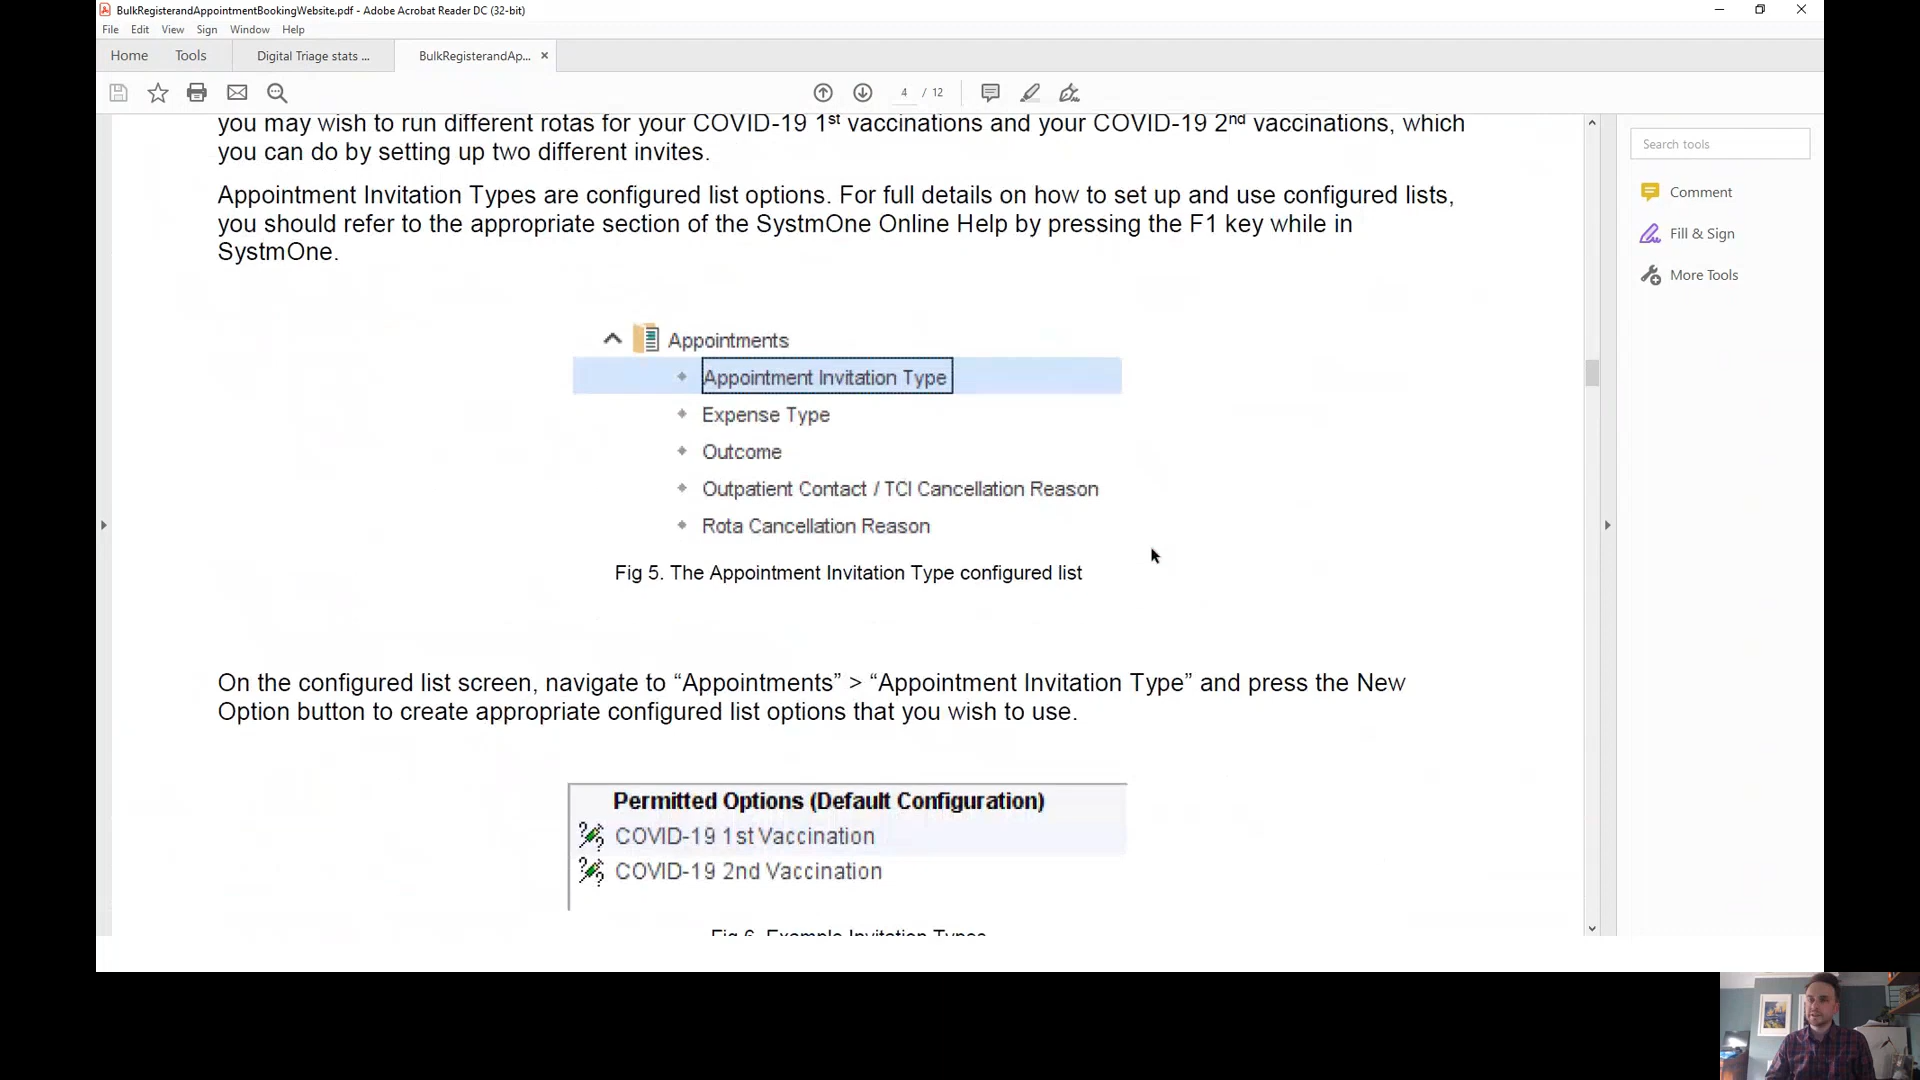 BulkRegisterandAppointmentBookingWebsite.pdf - Adobe Acrobat Reader DC (32-bit)
File Edit View Sign Window Help
Home Tools Digital Triage stats ... BulkRegisterandAp... ×
4 / 12
you may wish to run different rotas for your COVID-19 1st vaccinations and your COVID-19 2nd vaccinations, which
you can do by setting up two different invites.
Appointment Invitation Types are configured list options. For full details on how to set up and use configured lists,
you should refer to the appropriate section of the SystmOne Online Help by pressing the F1 key while in
SystmOne.
Appointments
Appointment Invitation Type
Expense Type
Outcome
Outpatient Contact / TCI Cancellation Reason
Rota Cancellation Reason
Fig 5. The Appointment Invitation Type configured list
On the configured list screen, navigate to “Appointments” > “Appointment Invitation Type” and press the New
Option button to create appropriate configured list options that you wish to use.
Permitted Options (Default Configuration)
COVID-19 1st Vaccination
COVID-19 2nd Vaccination
Fig 6. Example Invitation Types
Search tools
Comment
Fill & Sign
More Tools